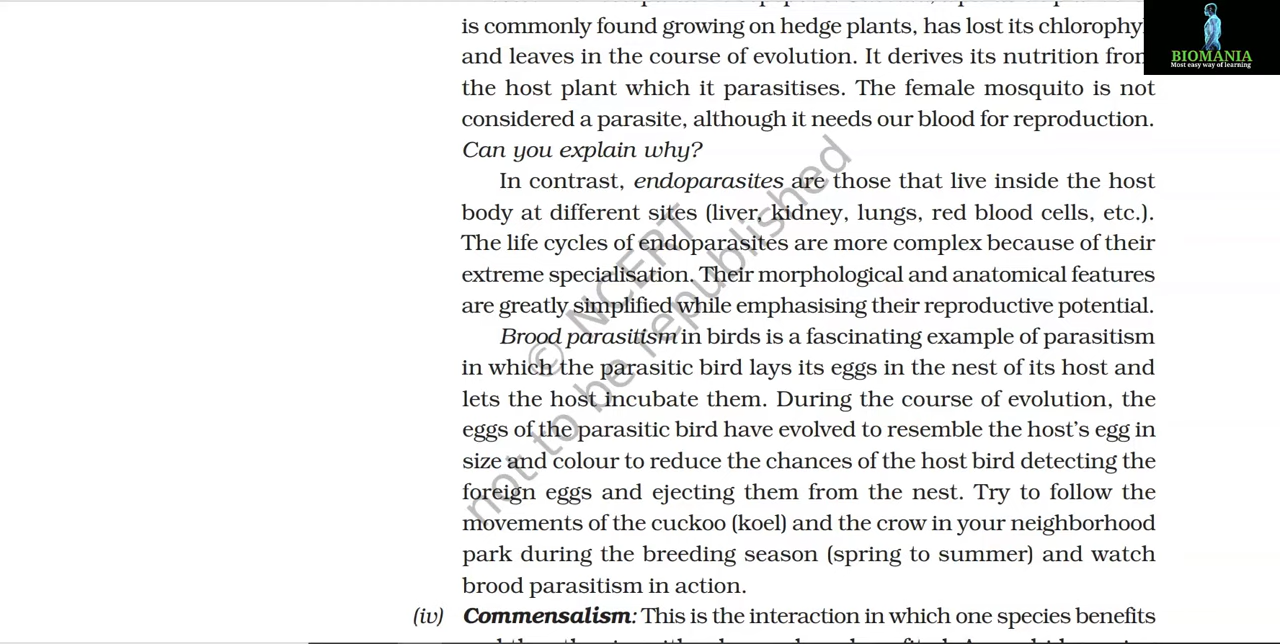 is commonly found growing on hedge plants, has lost its chlorophyl
BIOMANIA
Most easy way of learning
and leaves in the course of evolution. It derives its nutrition from
the host plant which it parasitises. The female mosquito is not
considered a parasite, although it needs our blood for reproduction.
Can you explain why?
In contrast, endoparasites are those that live inside the host
body at different sites (liver, kidney, lungs, red blood cells, etc.).
The life cycles of endoparasites are more complex because of their
extreme specialisation. Their morphological and anatomical features
are greatly simplified while emphasising their reproductive potential.
Brood parasitism in birds is a fascinating example of parasitism
in which the parasitic bird lays its eggs in the nest of its host and
lets the host incubate them. During the course of evolution, the
eggs of the parasitic bird have evolved to resemble the host's egg in
size and colour to reduce the chances of the host bird detecting the
foreign eggs and ejecting them from the nest. Try to follow the
movements of the cuckoo (koel) and the crow in your neighborhood
park during the breeding season (spring to summer) and watch
brood parasitism in action.
(iv) Commensalism: This is the interaction in which one species benefits
© NCERT
not to be republished